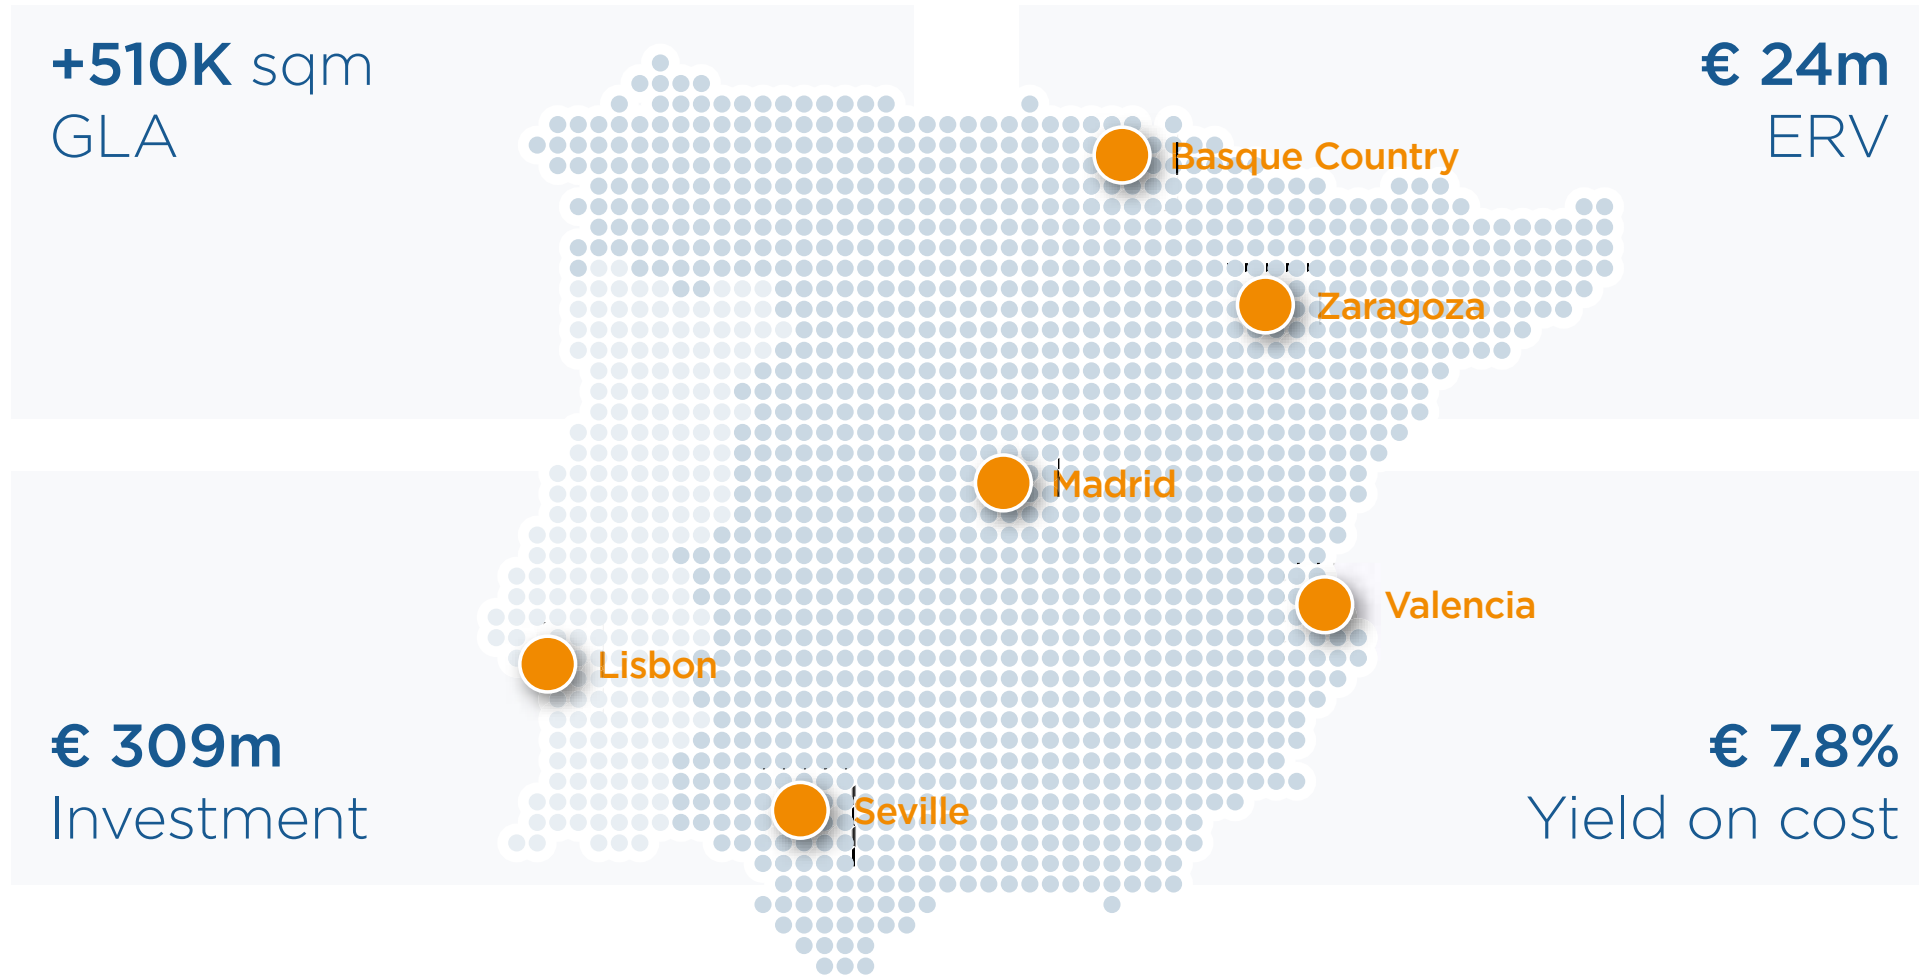 +510K sqm
GLA
€ 24m
ERV
Basque Country
Zaragoza
Madrid
Valencia
Lisbon
Seville
€ 309m
Investment
€ 7.8%
Yield on cost